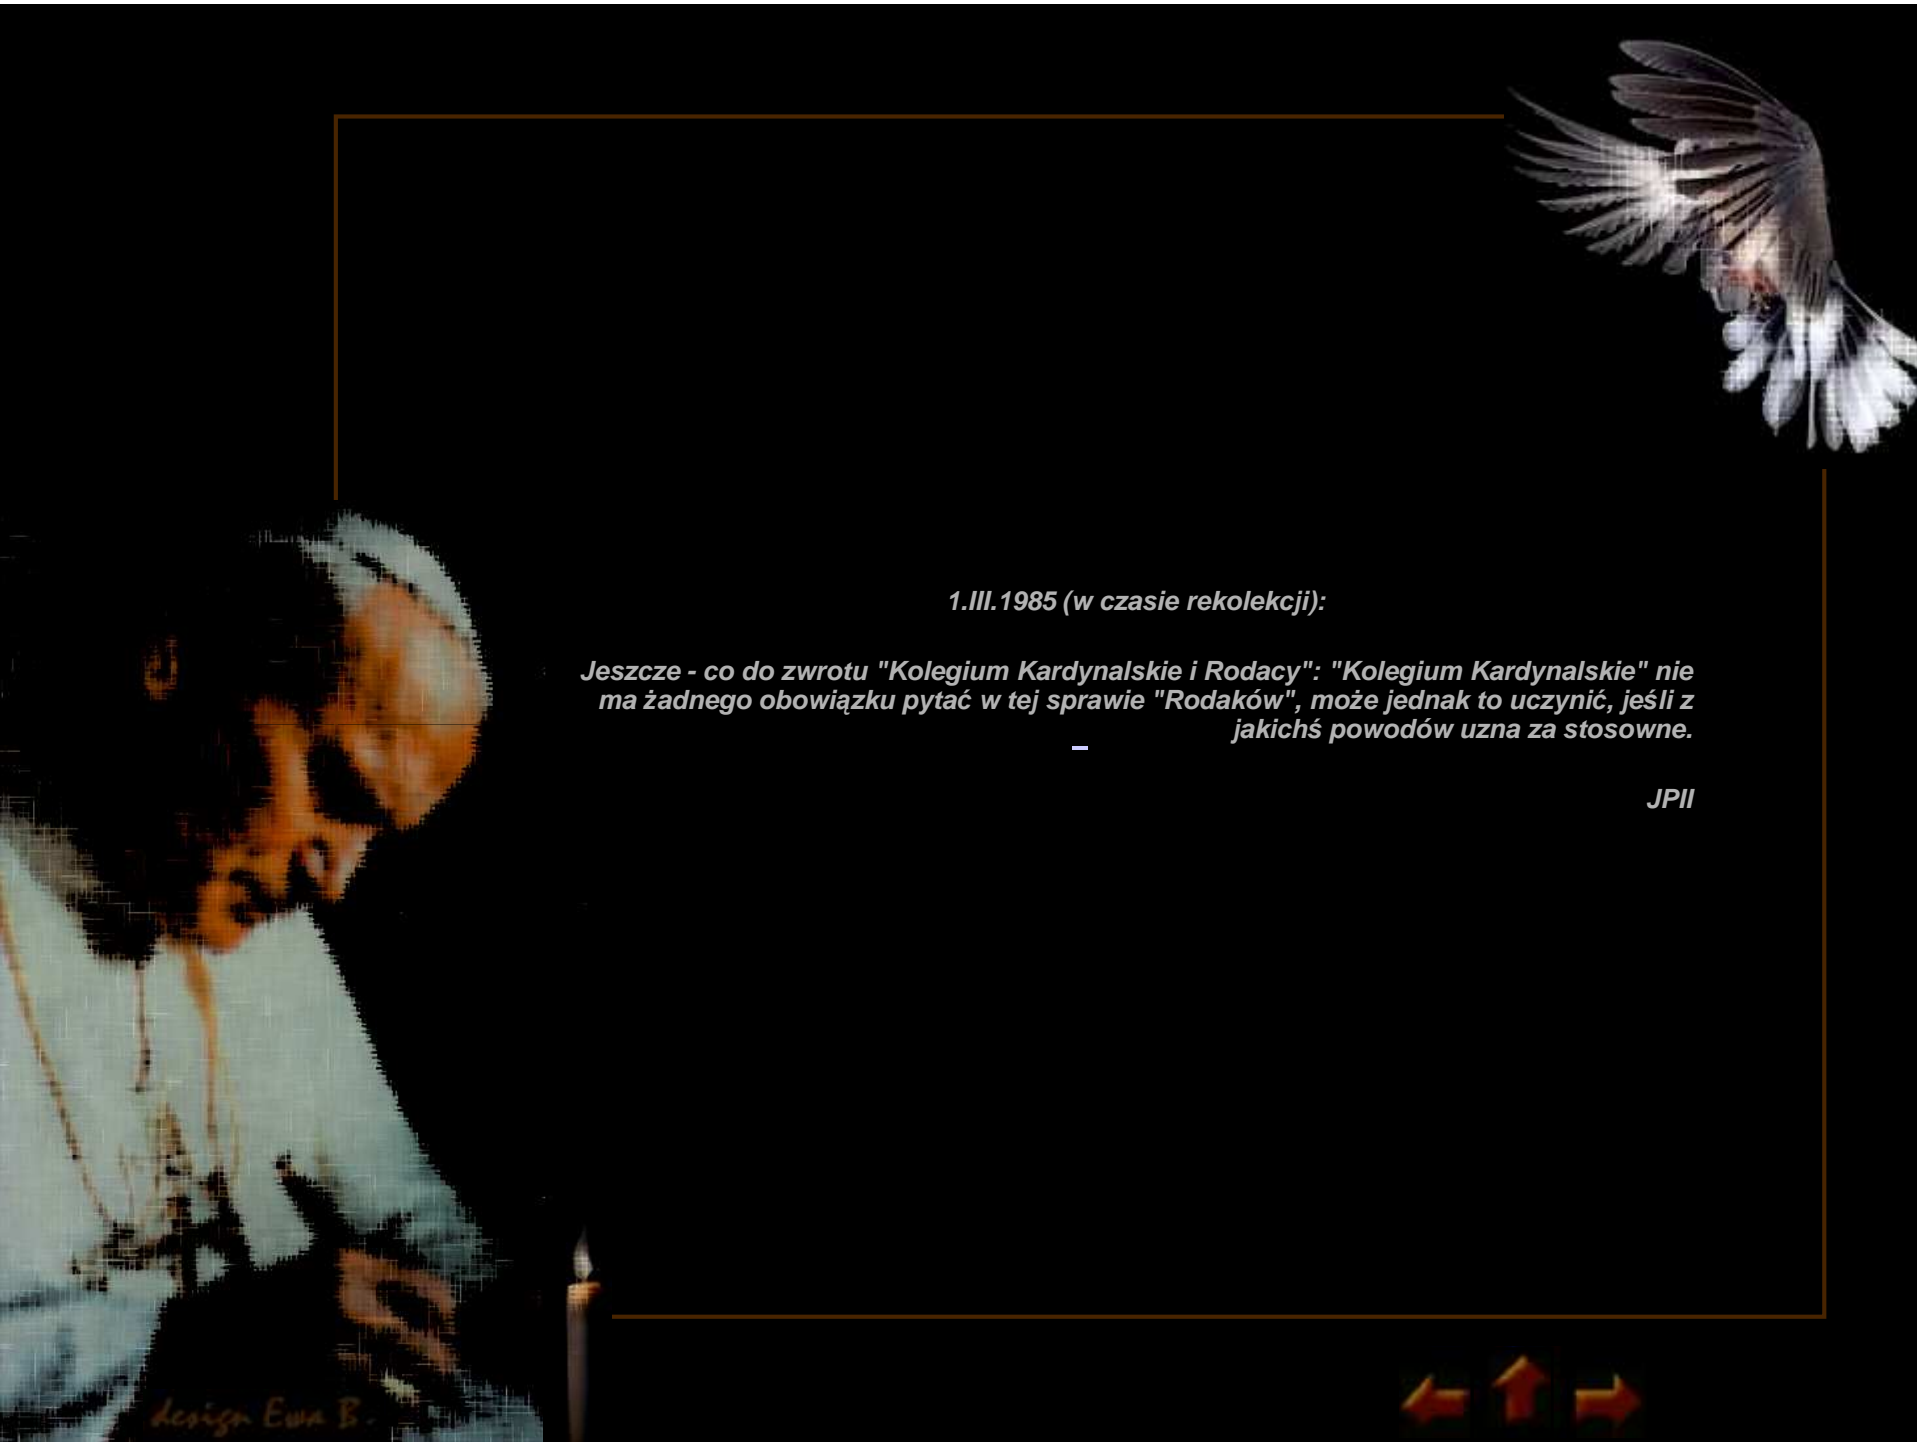 1.III.1985 (w czasie rekolekcji):
Jeszcze - co do zwrotu "Kolegium Kardynalskie i Rodacy": "Kolegium Kardynalskie" nie
ma żadnego obowiązku pytać w tej sprawie "Rodaków", może jednak to uczynić, jeśli z
jakichś powodów uzna za stosowne.
JPII
design Ewa B.